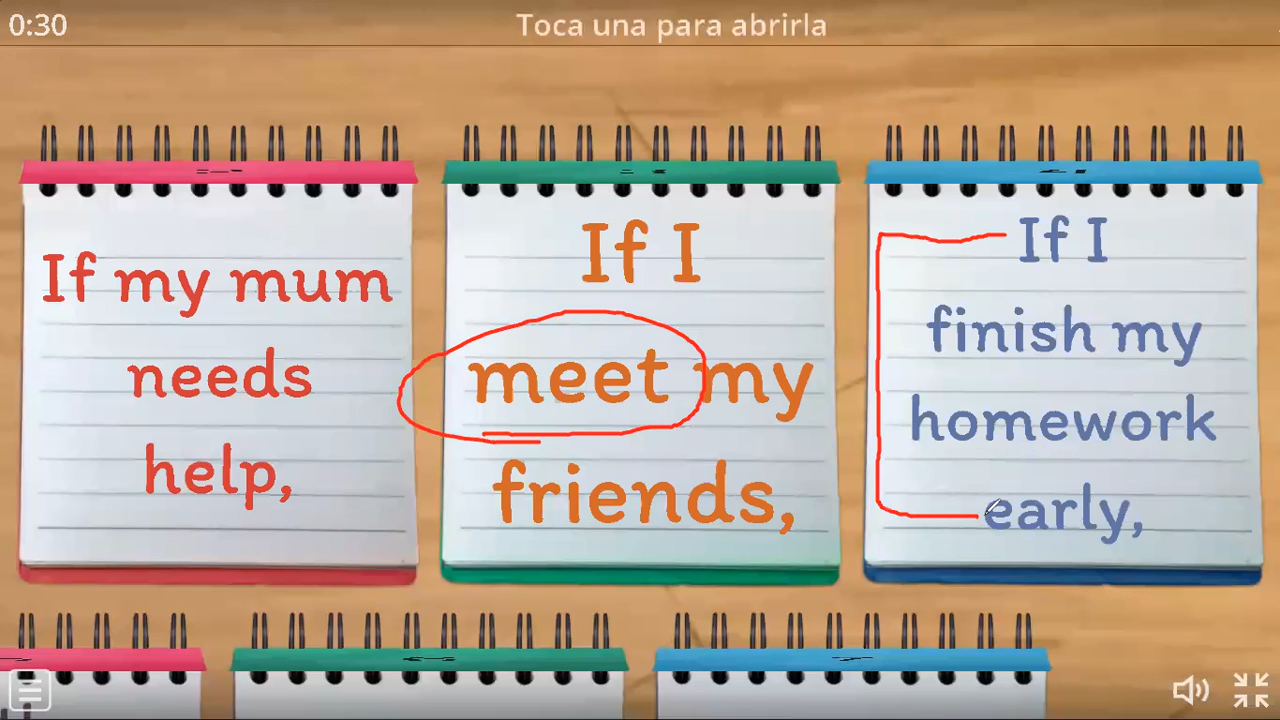 0:30
Toca una para abrirla
If my mum
needs
help,
If I
meet my
friends,
If I
finish my
homework
early,